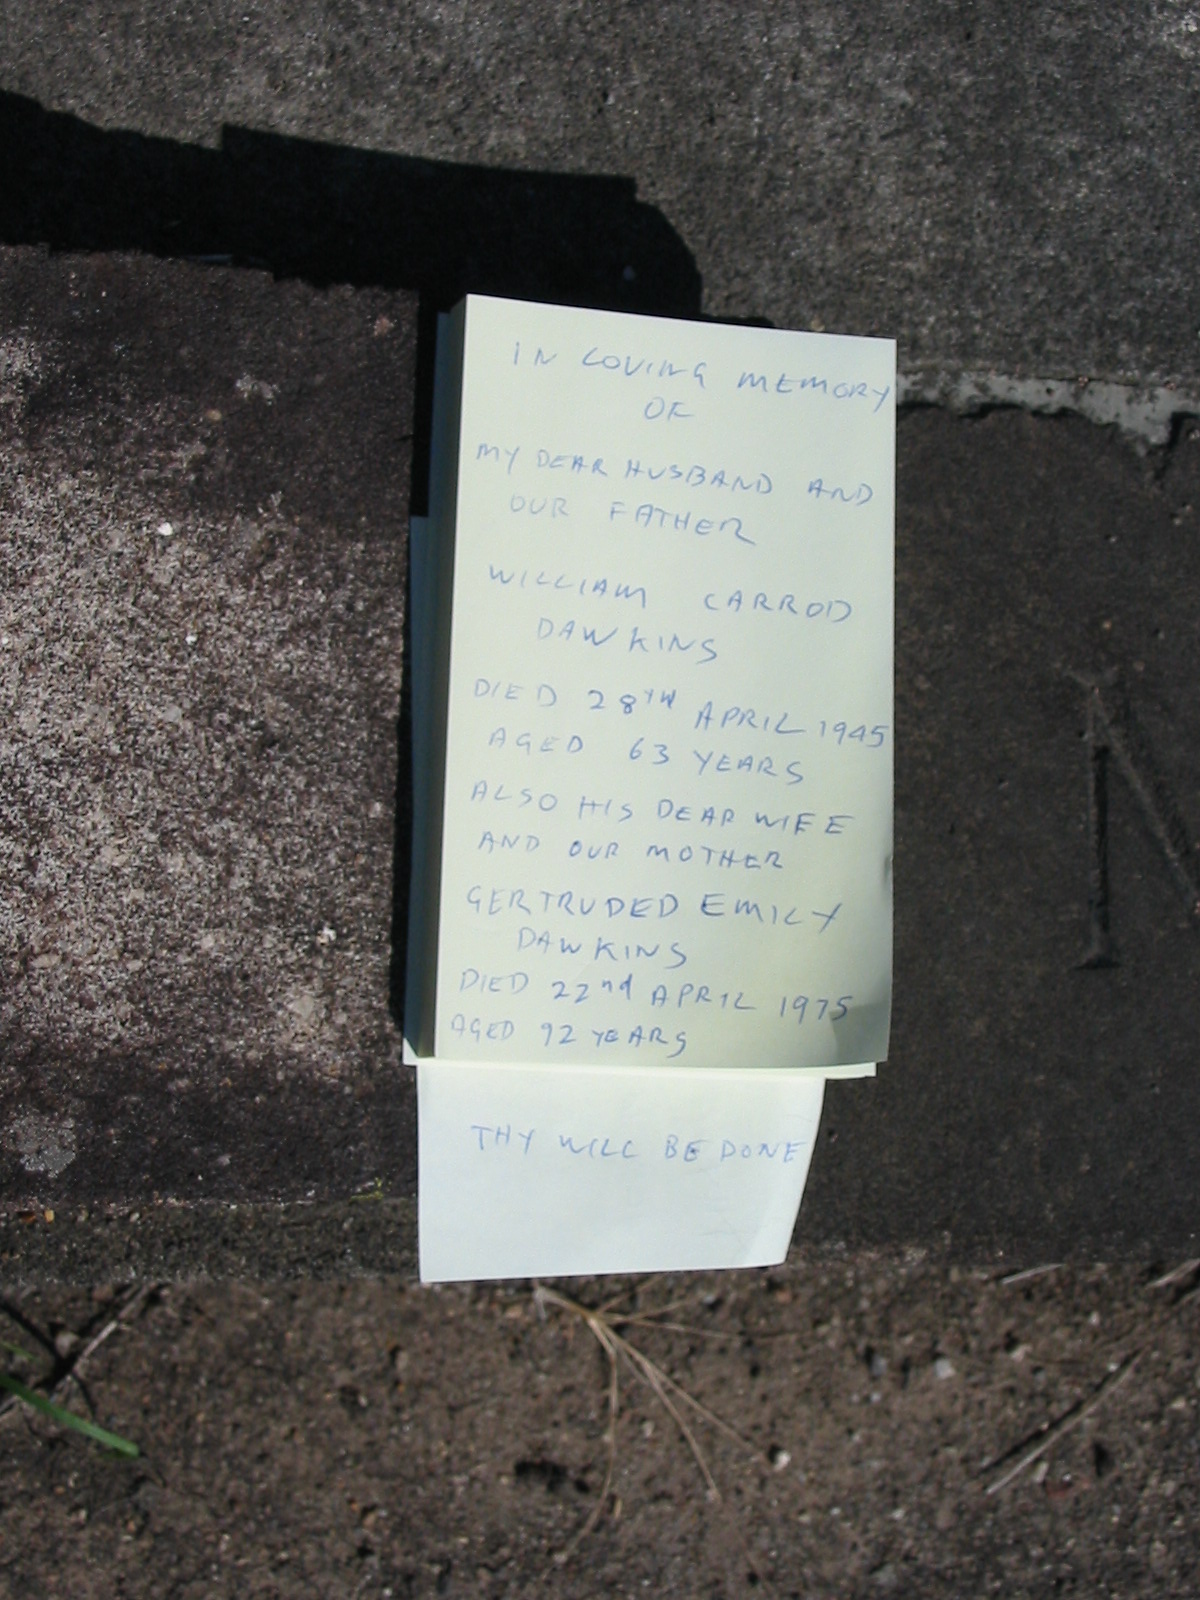 IN LOVING MEMORY
OF
MY DEAR HUSBAND AND
OUR FATHER
WILLIAM CARROD
DAWKINS
DIED 28TH APRIL 1945
AGED 63 YEARS
ALSO HIS DEAR WIFE
AND OUR MOTHER
GERTRUDED EMILY
DAWKINS
DIED 22nd APRIL 1975
AGED 92 YEARS
THY WILL BE DONE